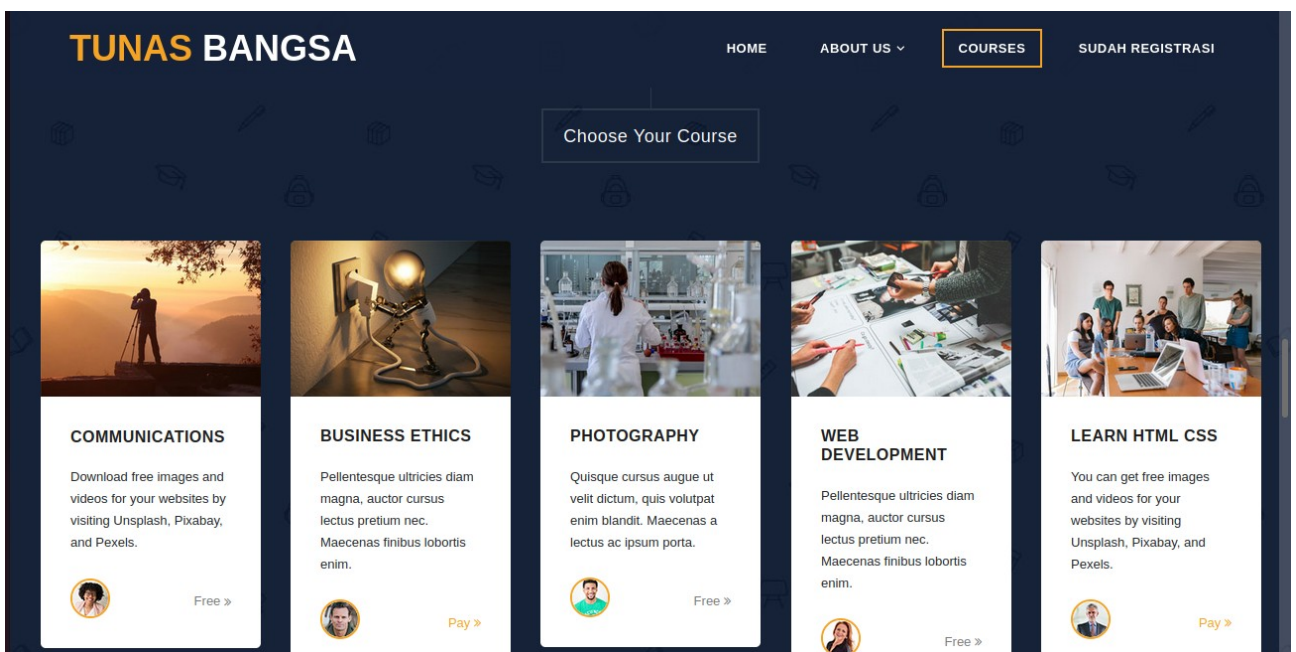 TUNAS BANGSA
HOME
ABOUT US
COURSES
SUDAH REGISTRASI
Choose Your Course
COMMUNICATIONS
Download free images and
videos for your websites by
visiting Unsplash, Pixabay,
and Pexels.
Free »
BUSINESS ETHICS
Pellentesque ultricies diam
magna, auctor cursus
lectus pretium nec.
Maecenas finibus lobortis
enim.
Pay »
PHOTOGRAPHY
Quisque cursus augue ut
velit dictum, quis volutpat
enim blandit. Maecenas a
lectus ac ipsum porta.
Free »
WEB
DEVELOPMENT
Pellentesque ultricies diam
magna, auctor cursus
lectus pretium nec.
Maecenas finibus lobortis
enim.
Free »
LEARN HTML CSS
You can get free images
and videos for your
websites by visiting
Unsplash, Pixabay, and
Pexels.
Pay »